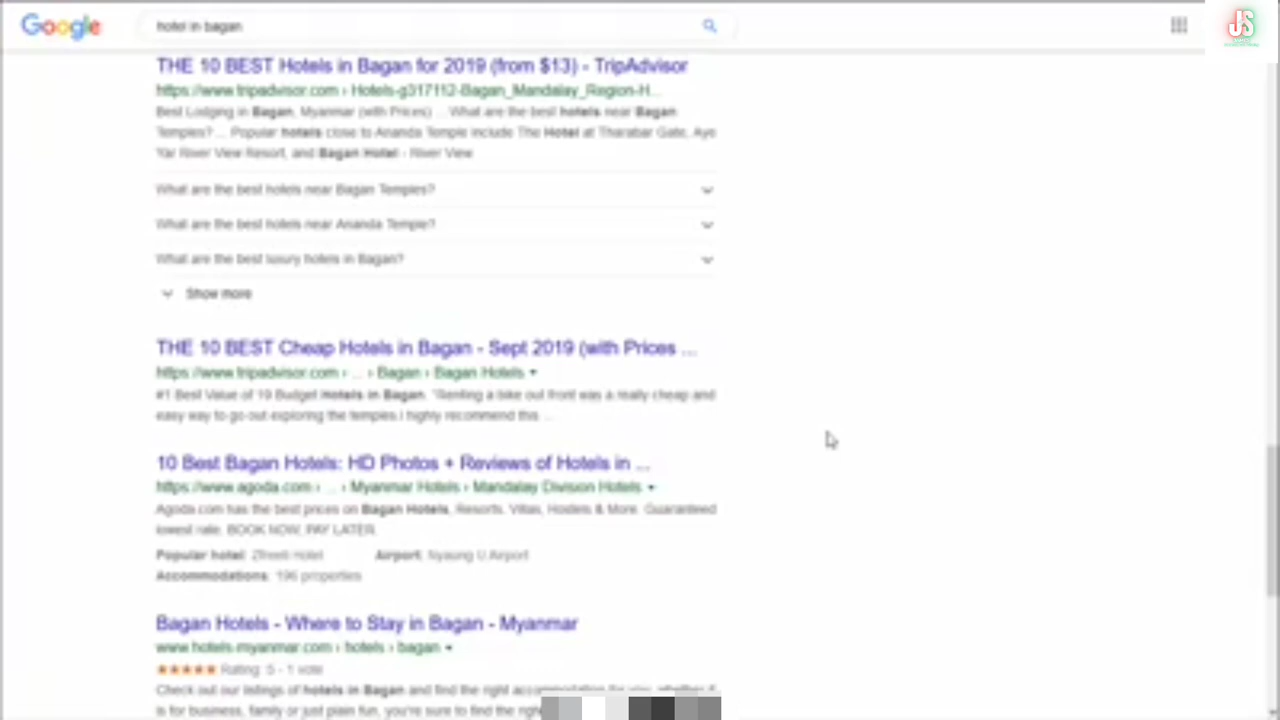 Google
hotel in bagan
JS
THE 10 BEST Hotels in Bagan for 2019 (from $13) - TripAdvisor
https://www.tripadvisor.com › Hotels-g317112-Bagan_Mandalay_Region-H...
Best Lodging in Bagan, Myanmar (with Prices) ... What are the best hotels near Bagan
Temples? ... Popular hotels close to Ananda Temple include The Hotel at Tharabar Gate, Aye
Yar River View Resort, and Bagan Hotel - River View
What are the best hotels near Bagan Temples?
What are the best hotels near Ananda Temple?
What are the best luxury hotels in Bagan?
Show more
THE 10 BEST Cheap Hotels in Bagan - Sept 2019 (with Prices ...
https://www.tripadvisor.com › ... › Bagan › Bagan Hotels
#1 Best Value of 19 Budget Hotels in Bagan. "Renting a bike out front was a really cheap and
easy way to go out exploring the temples.I highly recommend this ...
10 Best Bagan Hotels: HD Photos + Reviews of Hotels in ...
https://www.agoda.com › ... › Myanmar Hotels › Mandalay Division Hotels
Agoda.com has the best prices on Bagan Hotels, Resorts, Villas, Hostels & More. Guaranteed
lowest rate. BOOK NOW, PAY LATER.
Popular hotel: Zfreeti Hotel Airport: Nyaung U Airport
Accommodations: 196 properties
Bagan Hotels - Where to Stay in Bagan - Myanmar
www.hotels-myanmar.com › hotels › bagan
Rating: 5 - 1 vote
Check out our listings of hotels in Bagan and find the right accommodation for you, whether it
is for business, family or just plain fun, you're sure to find the right